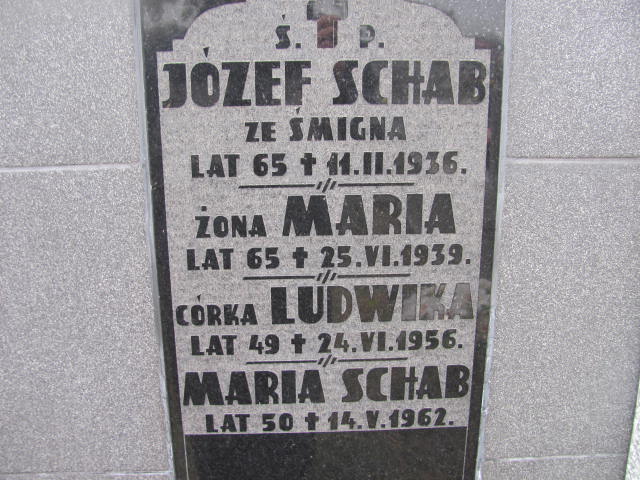 Ś. P.
JÓZEF SCHAB
ZE ŚMIGNA
LAT 65 ✝ 11.II.1936.
ŻONA MARIA
LAT 65 ✝ 25.VI.1939.
CÓRKA LUDWIKA
LAT 49 ✝ 24.VI.1956.
MARIA SCHAB
LAT 50 ✝ 14.V.1962.